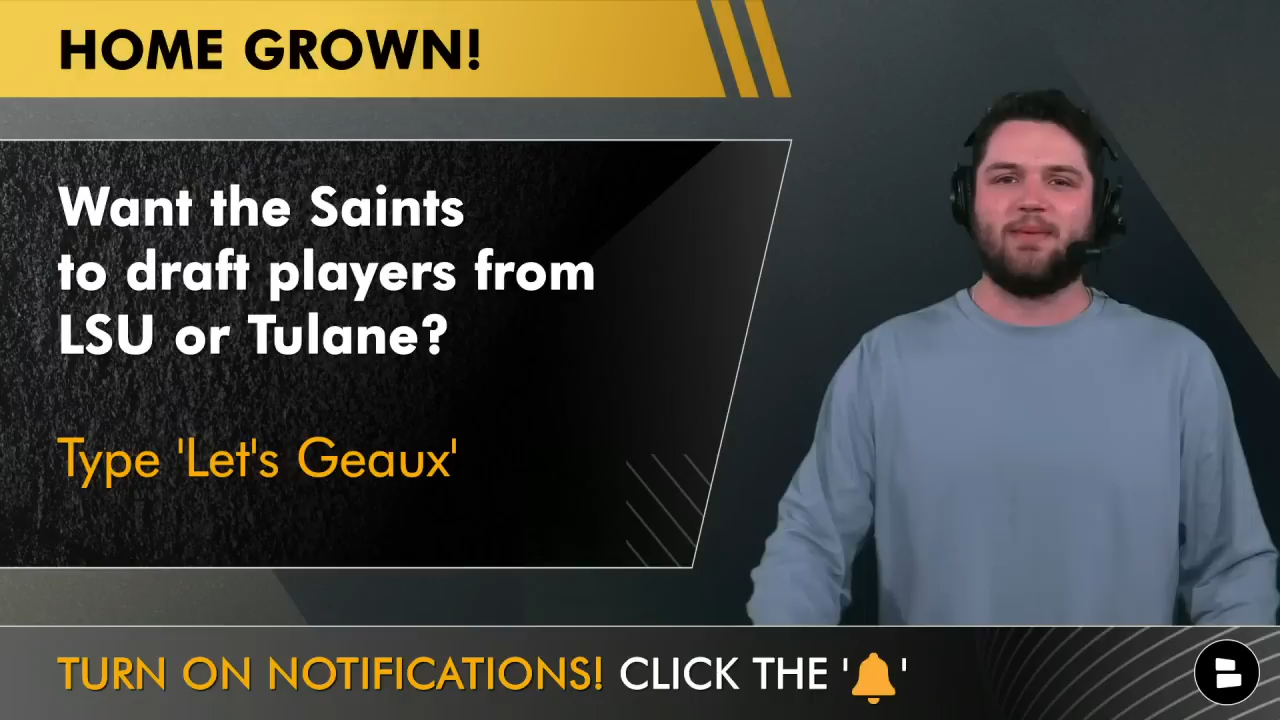 HOME GROWN!
Want the Saints
to draft players from
LSU or Tulane?
Type 'Let's Geaux'
TURN ON NOTIFICATIONS! CLICK THE '🔔'